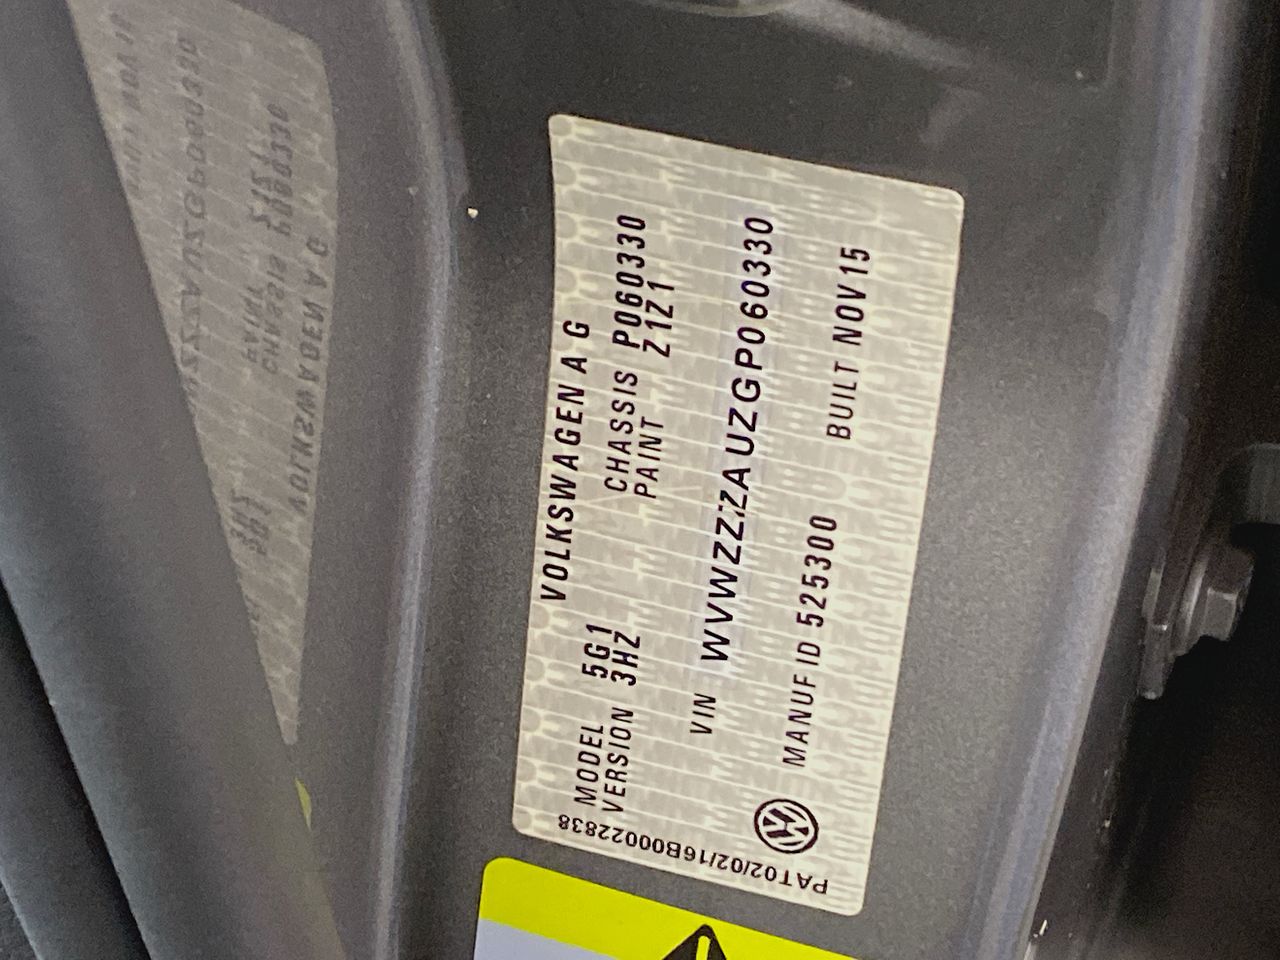 VOLKSWAGEN A G
MODEL 5G1 CHASSIS P060330
VERSION 3HZ PAINT Z1Z1
VIN WVWZZZAUZGP060330
MANUF ID 525300 BUILT NOV15
PAT02/02/16B00022838